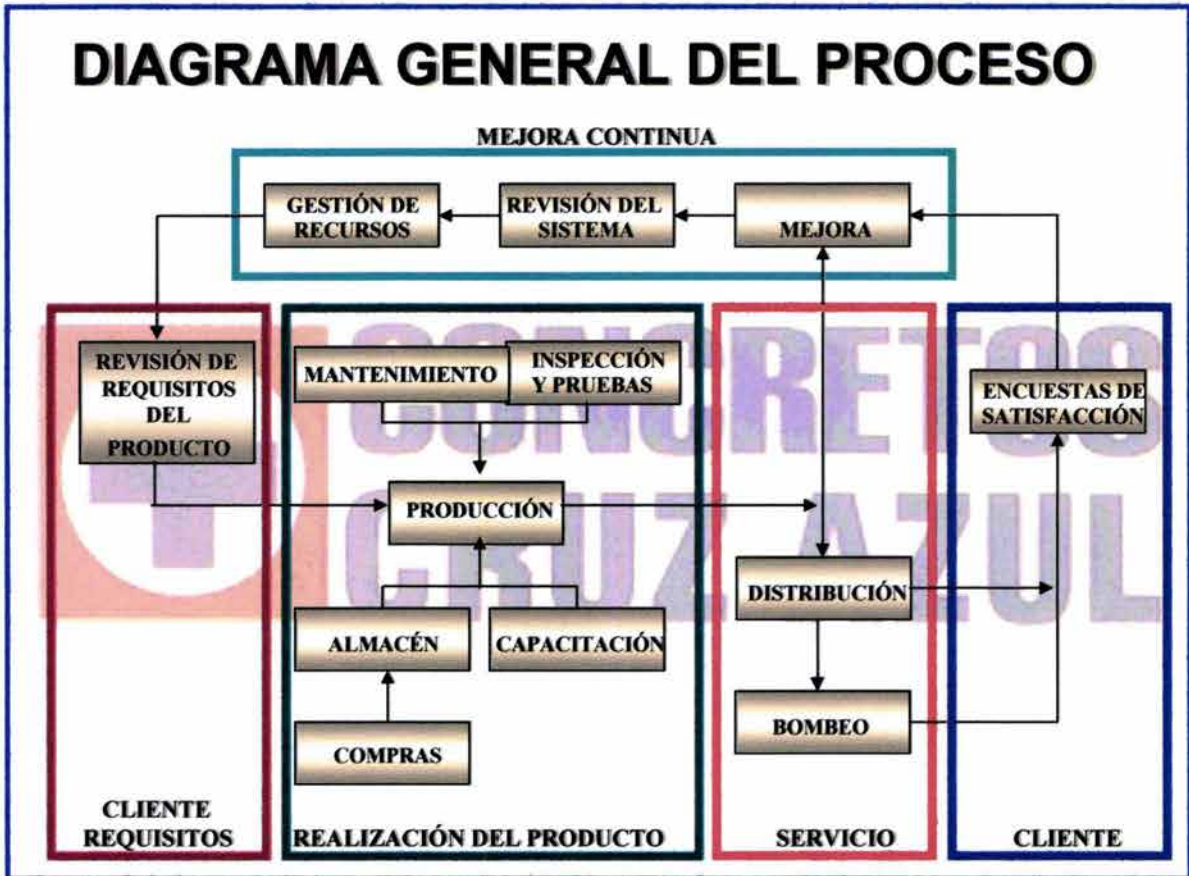 DIAGRAMA GENERAL DEL PROCESO
MEJORA CONTINUA
GESTIÓN DE
RECURSOS
REVISIÓN DEL
SISTEMA
MEJORA
REVISIÓN DE
REQUISITOS
DEL
PRODUCTO
MANTENIMIENTO
INSPECCIÓN
Y PRUEBAS
ENCUESTAS DE
SATISFACCIÓN
CONCRETOS
CRUZ AZUL
PRODUCCIÓN
DISTRIBUCIÓN
ALMACÉN
CAPACITACIÓN
BOMBEO
COMPRAS
CLIENTE
REQUISITOS
REALIZACIÓN DEL PRODUCTO
SERVICIO
CLIENTE